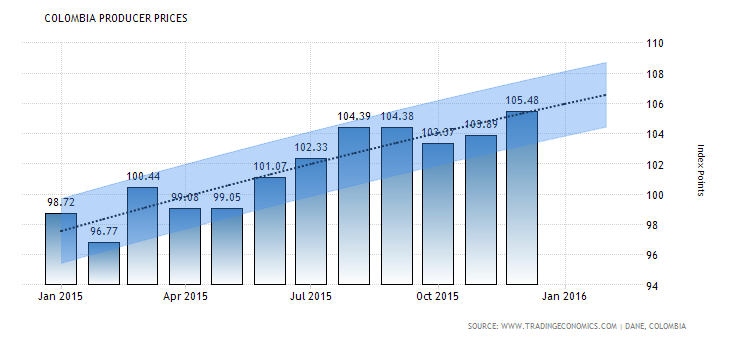 COLOMBIA PRODUCER PRICES
110
108
106
104
102
100
98
96
94
Index Points
98.72
96.77
100.44
99.08
99.05
101.07
102.33
104.39
104.38
103.37
103.89
105.48
Jan 2015
Apr 2015
Jul 2015
Oct 2015
Jan 2016
SOURCE: WWW.TRADINGECONOMICS.COM | DANE, COLOMBIA